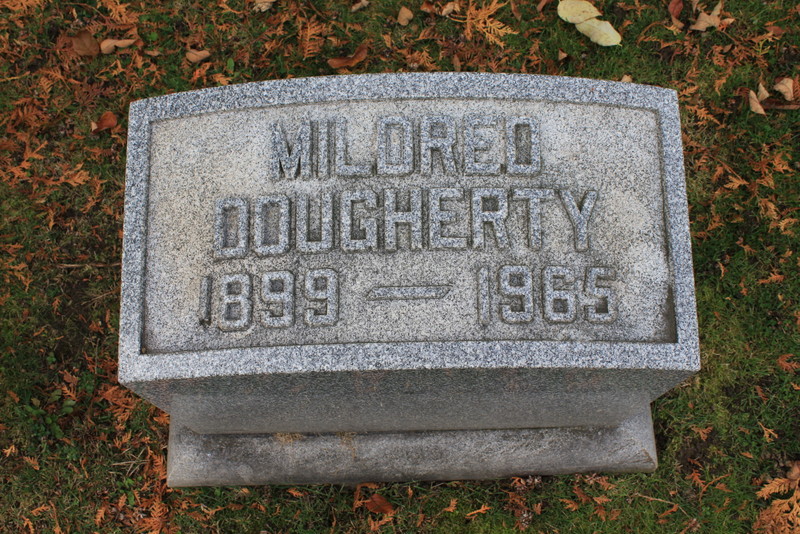 MILDRED
DOUGHERTY
1899 — 1965